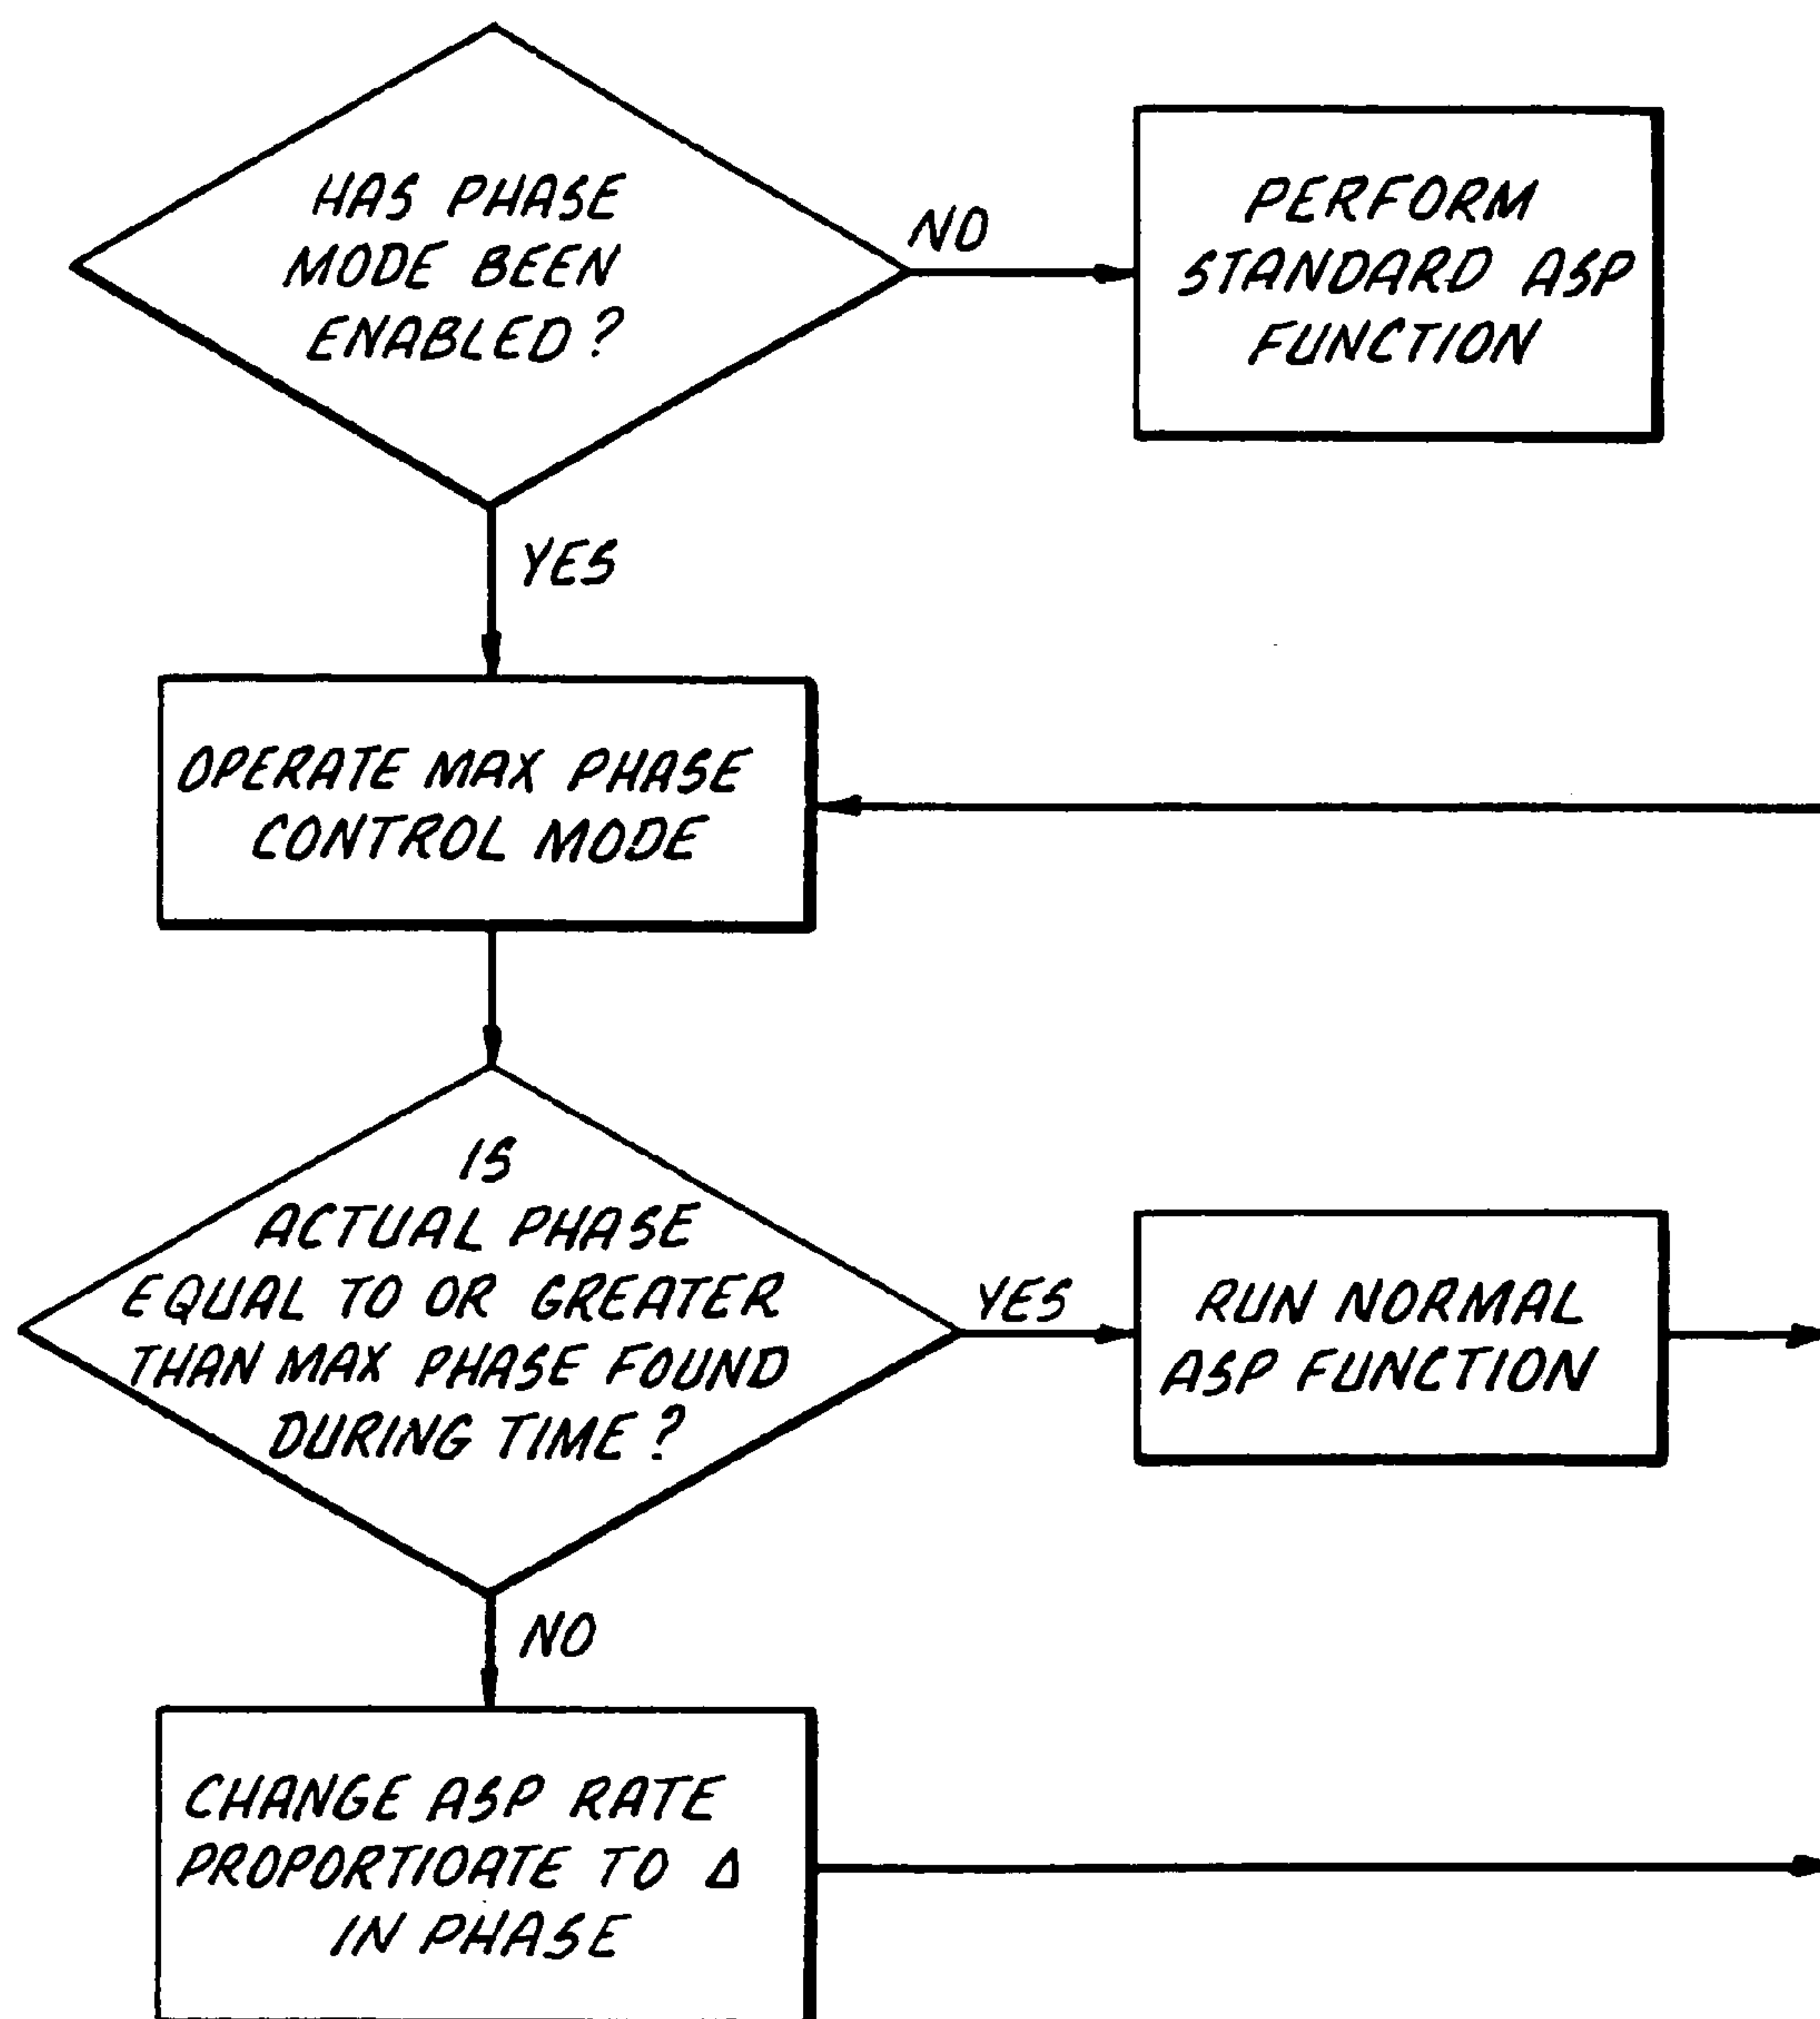 HAS PHASE
MODE BEEN
ENABLED?
NO
PERFORM
STANDARD ASP
FUNCTION
YES
OPERATE MAX PHASE
CONTROL MODE
IS
ACTUAL PHASE
EQUAL TO OR GREATER
THAN MAX PHASE FOUND
DURING TIME?
YES
RUN NORMAL
ASP FUNCTION
NO
CHANGE ASP RATE
PROPORTIOATE TO Δ
IN PHASE